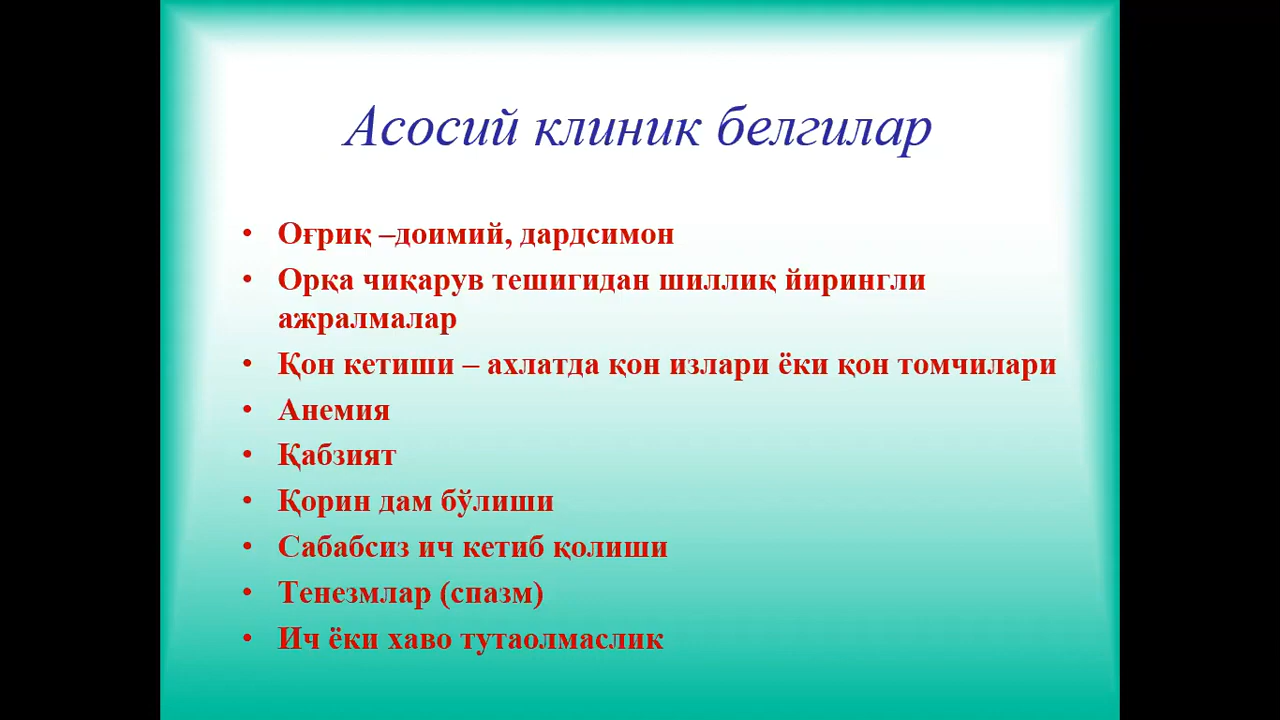 Асосий клиник белгилар
• Оғриқ –доимий, дардсимон
• Орқа чиқарув тешигидан шиллиқ йирингли
ажралмалар
• Қон кетиши – ахлатда қон излари ёки қон томчилари
• Анемия
• Қабзият
• Қорин дам бўлиши
• Сабабсиз ич кетиб қолиши
• Тенезмлар (спазм)
• Ич ёки хаво тутаолмаслик